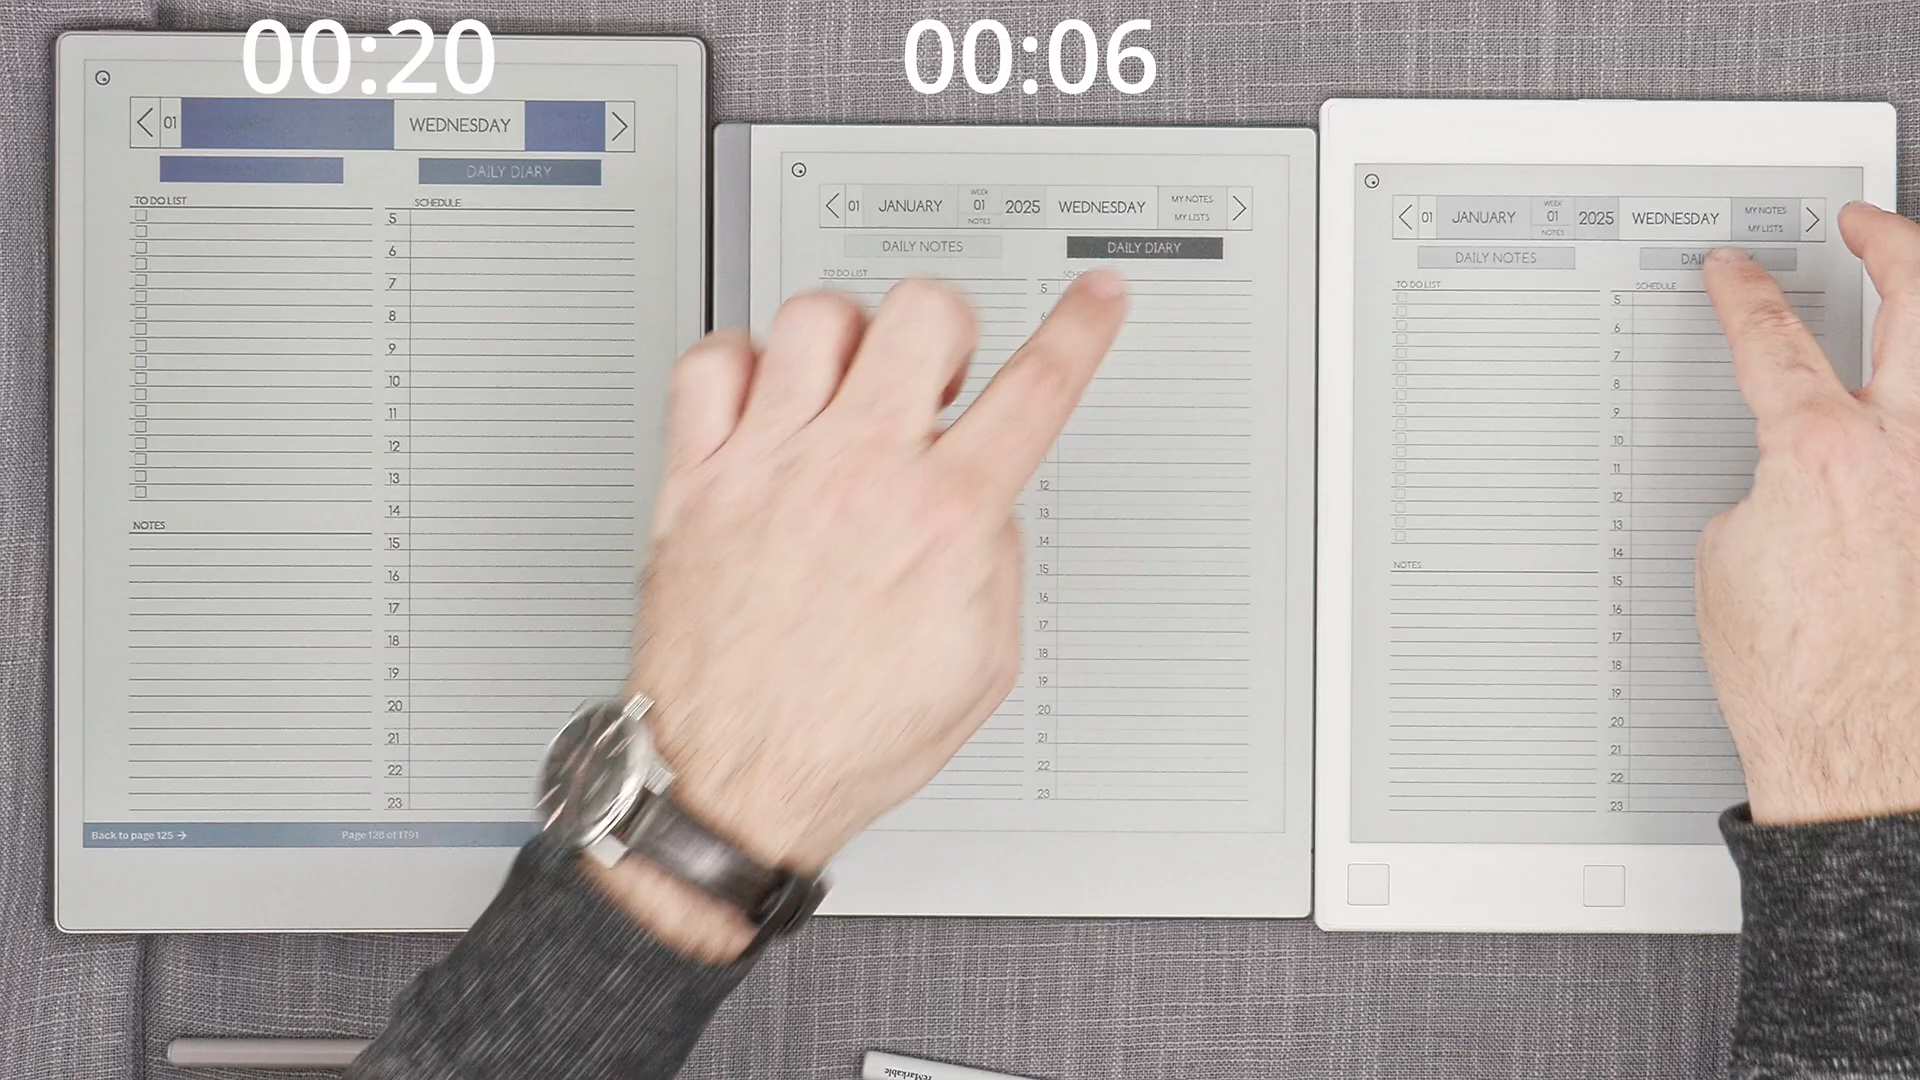 00:20
00:06
01
WEDNESDAY
DAILY DIARY
TO DO LIST
SCHEDULE
5
6
7
8
9
10
11
12
13
14
15
16
17
18
19
20
21
22
23
NOTES
Back to page 125 →
Page 128 of 1791
01
JANUARY
WEEK
01
NOTES
2025
WEDNESDAY
MY NOTES
MY LISTS
DAILY NOTES
DAILY DIARY
TO DO LIST
5
12
13
14
15
16
17
18
19
20
21
22
23
01
JANUARY
WEEK
01
NOTES
2025
WEDNESDAY
MY NOTES
MY LISTS
DAILY NOTES
TO DO LIST
SCHEDULE
5
6
7
8
9
10
11
12
13
14
15
16
17
18
19
20
21
22
23
NOTES
reMarkable